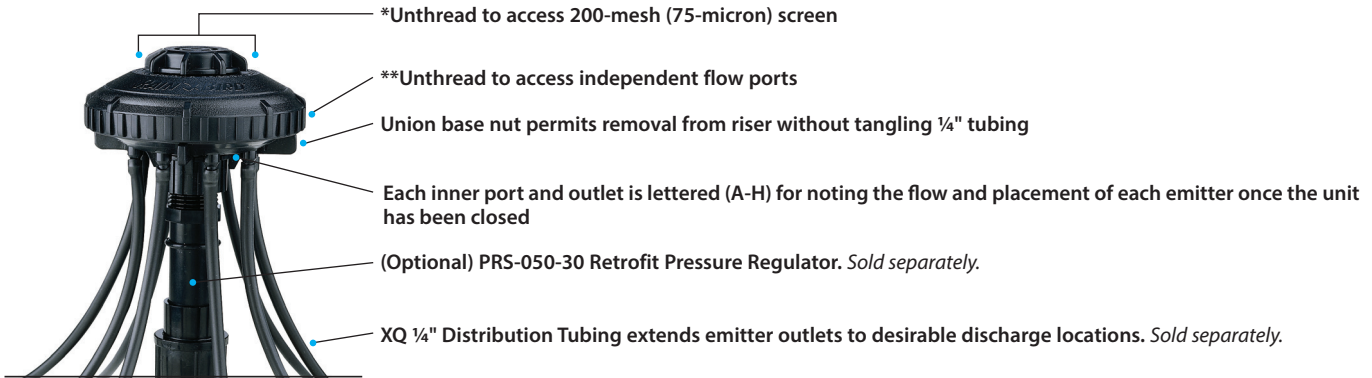 *Unthread to access 200-mesh (75-micron) screen
**Unthread to access independent flow ports
Union base nut permits removal from riser without tangling ¼" tubing
Each inner port and outlet is lettered (A-H) for noting the flow and placement of each emitter once the unit
has been closed
(Optional) PRS-050-30 Retrofit Pressure Regulator. Sold separately.
XQ ¼" Distribution Tubing extends emitter outlets to desirable discharge locations. Sold separately.
RAIN BIRD